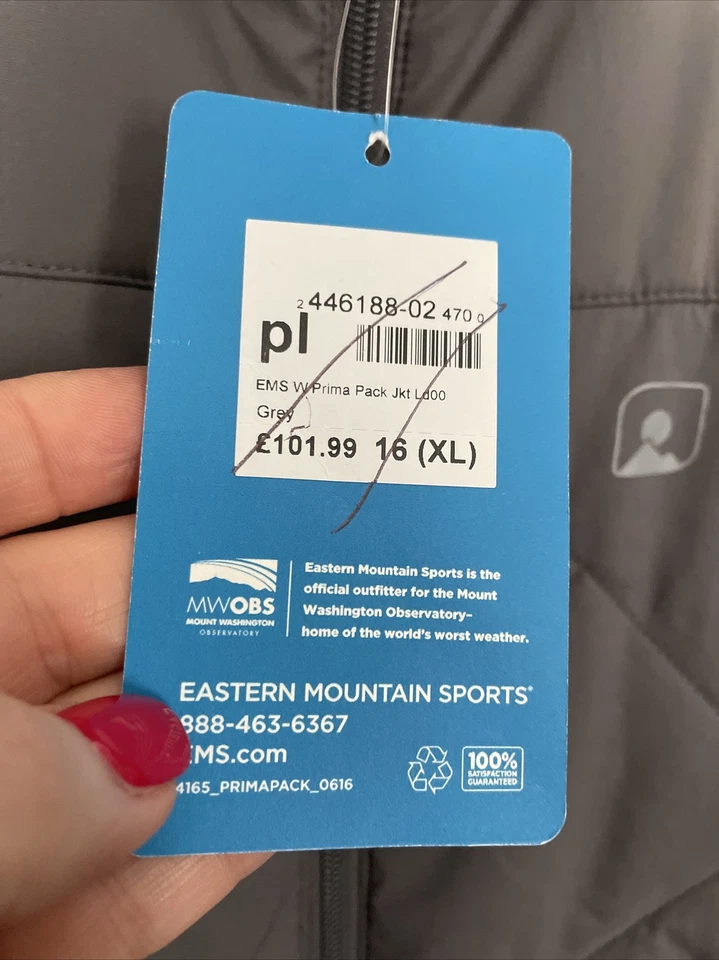 2 446188-02 470 g
pl
EMS W Prima Pack Jkt Ld00
Grey
£101.99 16 (XL)
MWOBS
MOUNT WASHINGTON
OBSERVATORY
Eastern Mountain Sports is the
official outfitter for the Mount
Washington Observatory–
home of the world's worst weather.
EASTERN MOUNTAIN SPORTS®
888-463-6367
EMS.com
4165_PRIMAPACK_0616
100%
SATISFACTION
GUARANTEED